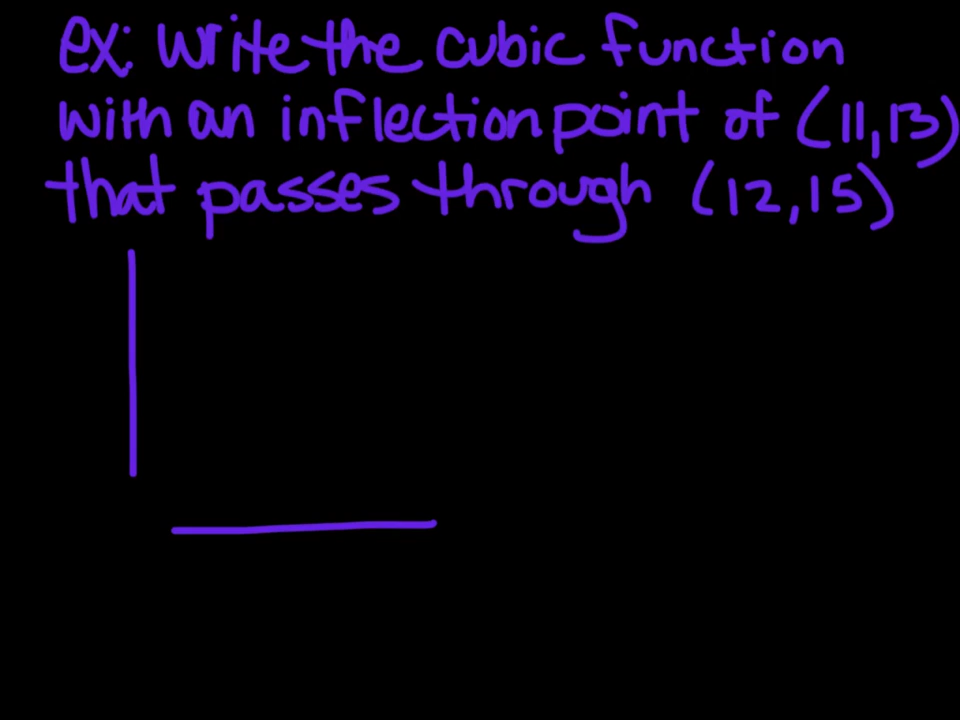 ex: Write the cubic function
with an inflection point of (11,13)
that passes through (12,15)